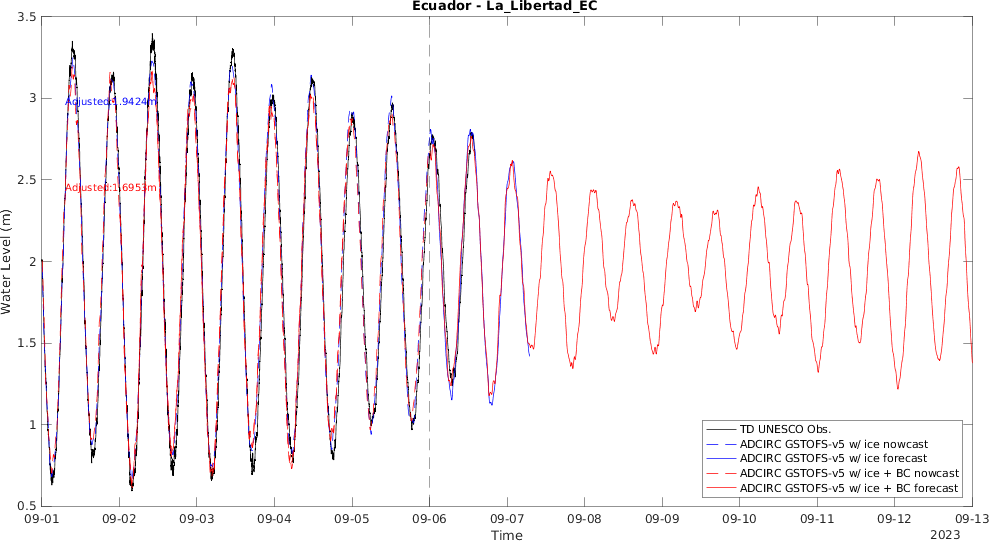 Ecuador - La_Libertad_EC
3.5
3
Adjusted:1.9424m
2.5
Adjusted:1.6953m
Water Level (m)
2
1.5
1
0.5
TD UNESCO Obs.
ADCIRC GSTOFS-v5 w/ ice nowcast
ADCIRC GSTOFS-v5 w/ ice forecast
ADCIRC GSTOFS-v5 w/ ice + BC nowcast
ADCIRC GSTOFS-v5 w/ ice + BC forecast
09-01 09-02 09-03 09-04 09-05 09-06 09-07 09-08 09-09 09-10 09-11 09-12 09-13
Time
2023